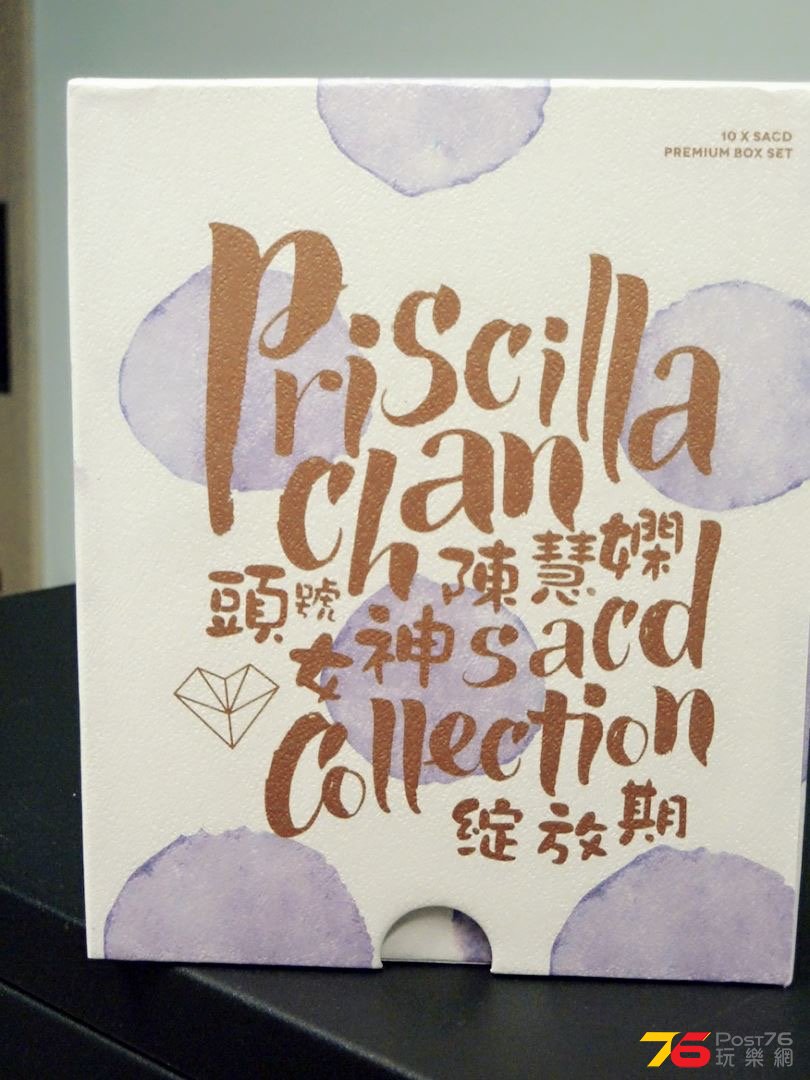 10 X SACD
PREMIUM BOX SET
Priscilla
Chan
陳慧嫻
頭號
女神
sacd
Collection
綻放期
76 POST76
玩樂網